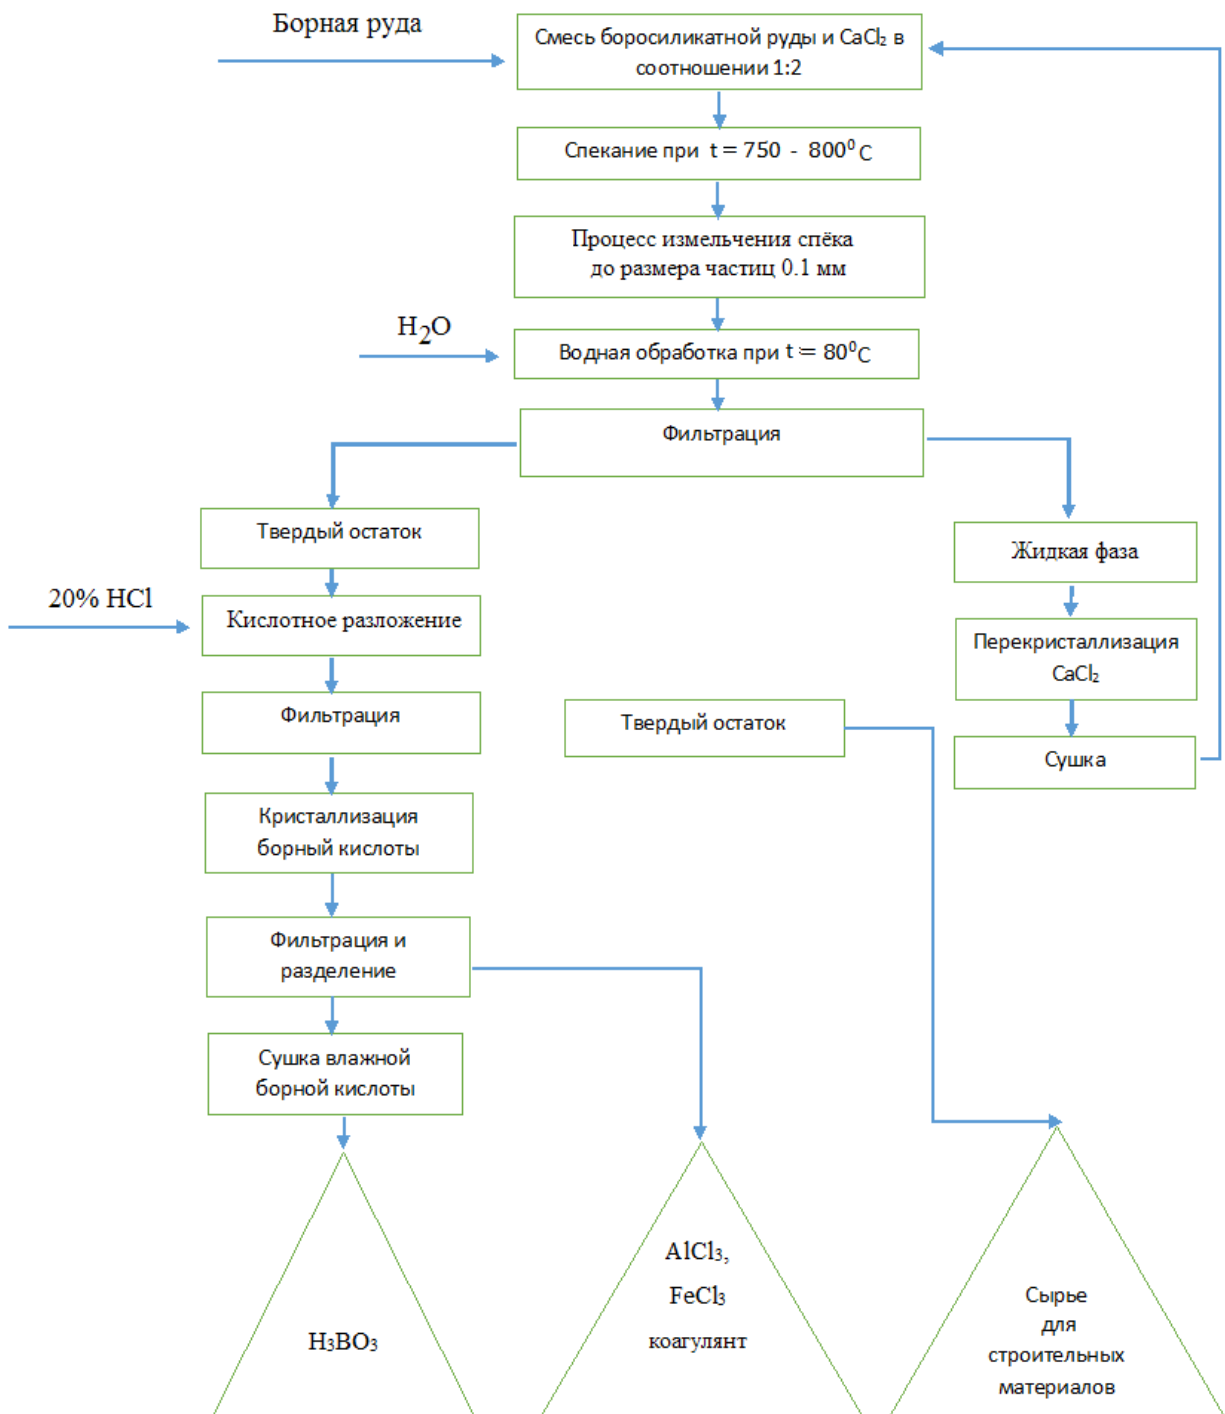 Борная руда
Смесь боросиликатной руды и CaCl₂ в
соотношении 1:2
Спекание при t = 750 - 800⁰ C
Процесс измельчения спёка
до размера частиц 0.1 мм
H₂O
Водная обработка при t = 80⁰C
Фильтрация
Твердый остаток
Жидкая фаза
20% HCl
Кислотное разложение
Перекристаллизация
CaCl₂
Фильтрация
Твердый остаток
Сушка
Кристаллизация
борный кислоты
Фильтрация и
разделение
Сушка влажной
борной кислоты
H₃BO₃
AlCl₃,
FeCl₃
коагулянт
Сырье
для
строительных
материалов